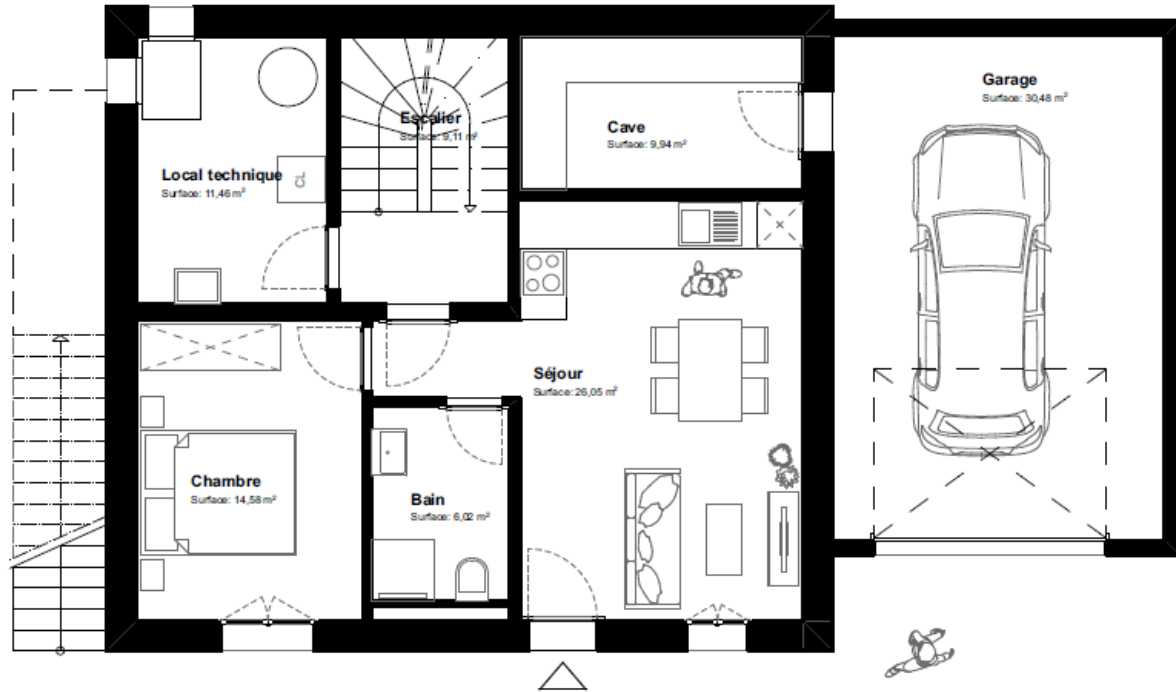 Garage
Surface: 30,48 m²
Escalier
Surface: 9,11 m²
Cave
Surface: 9,94 m²
Local technique
Surface: 11,46 m²
CL
Séjour
Surface: 26,05 m²
Chambre
Surface: 14,58 m²
Bain
Surface: 6,02 m²